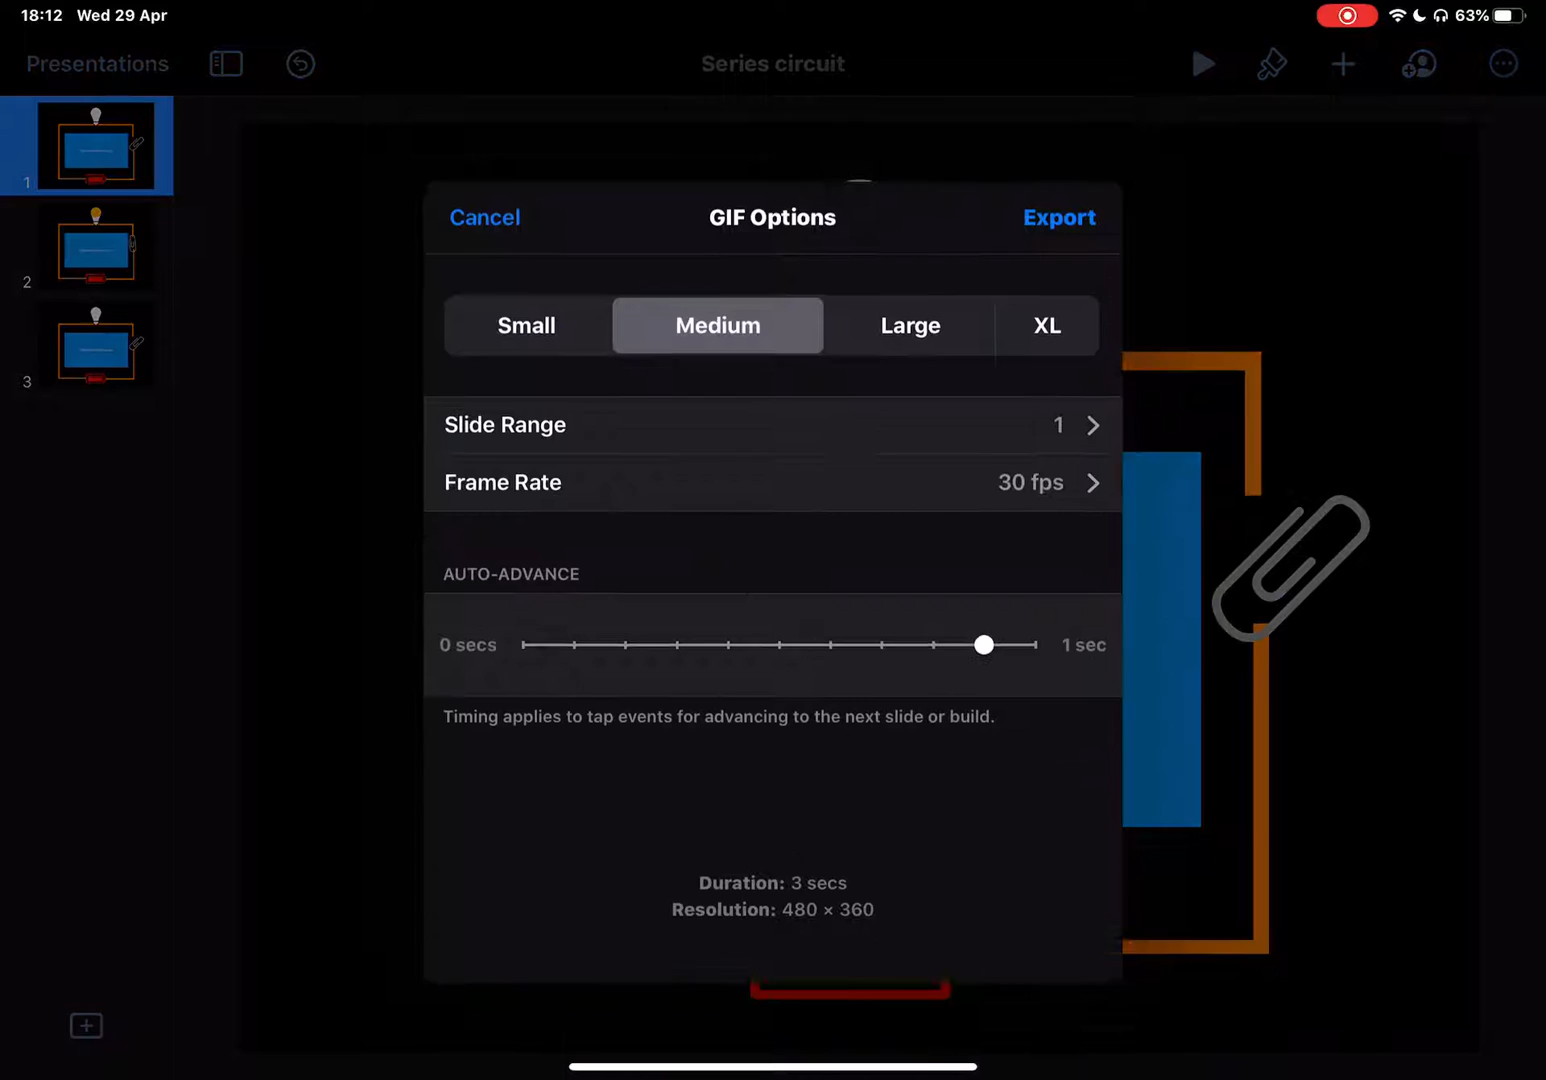 18:12 Wed 29 Apr
63%
Presentations
Series circuit
1
2
3
Cancel
GIF Options
Export
Small
Medium
Large
XL
Slide Range
1
Frame Rate
30 fps
AUTO-ADVANCE
0 secs
1 sec
Timing applies to tap events for advancing to the next slide or build.
Duration: 3 secs
Resolution: 480 × 360